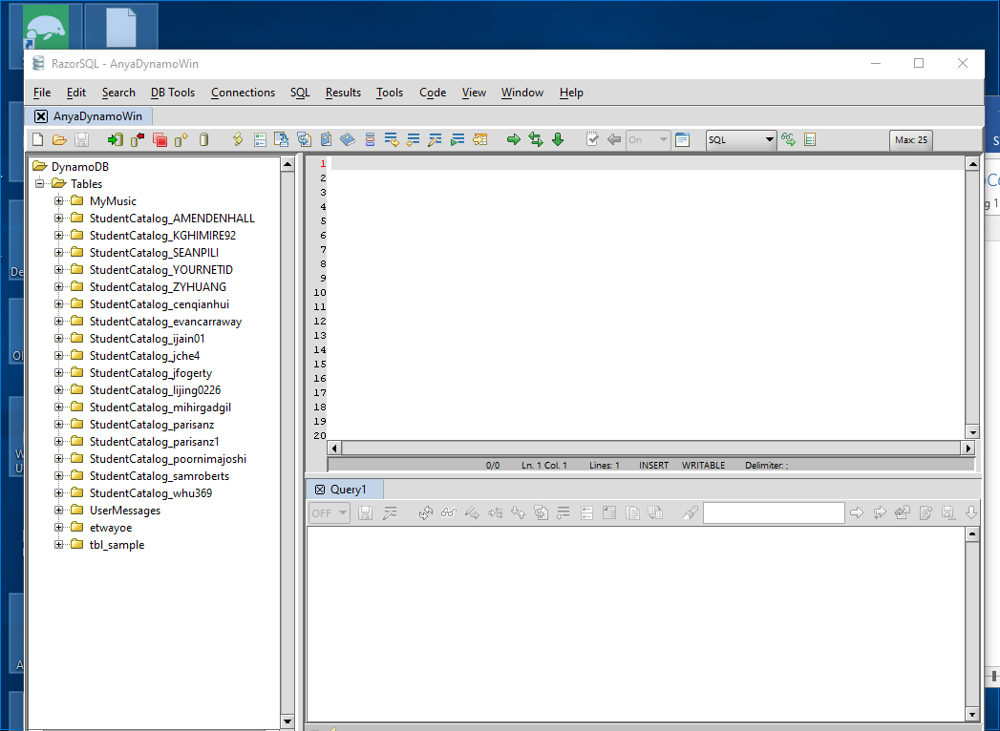 RazorSQL - AnyaDynamoWin
File Edit Search DB Tools Connections SQL Results Tools Code View Window Help
AnyaDynamoWin
On SQL Max: 25
DynamoDB
Tables
MyMusic
StudentCatalog_AMENDENHALL
StudentCatalog_KGHIMIRE92
StudentCatalog_SEANPILI
StudentCatalog_YOURNETID
StudentCatalog_ZYHUANG
StudentCatalog_cenqianhui
StudentCatalog_evancarraway
StudentCatalog_ijain01
StudentCatalog_jche4
StudentCatalog_jfogerty
StudentCatalog_lijing0226
StudentCatalog_mihirgadgil
StudentCatalog_parisanz
StudentCatalog_parisanz1
StudentCatalog_poornimajoshi
StudentCatalog_samroberts
StudentCatalog_whu369
UserMessages
etwayoe
tbl_sample
1
2
3
4
5
6
7
8
9
10
11
12
13
14
15
16
17
18
19
20
0/0 Ln. 1 Col. 1 Lines: 1 INSERT WRITABLE Delimiter: ;
Query1
OFF